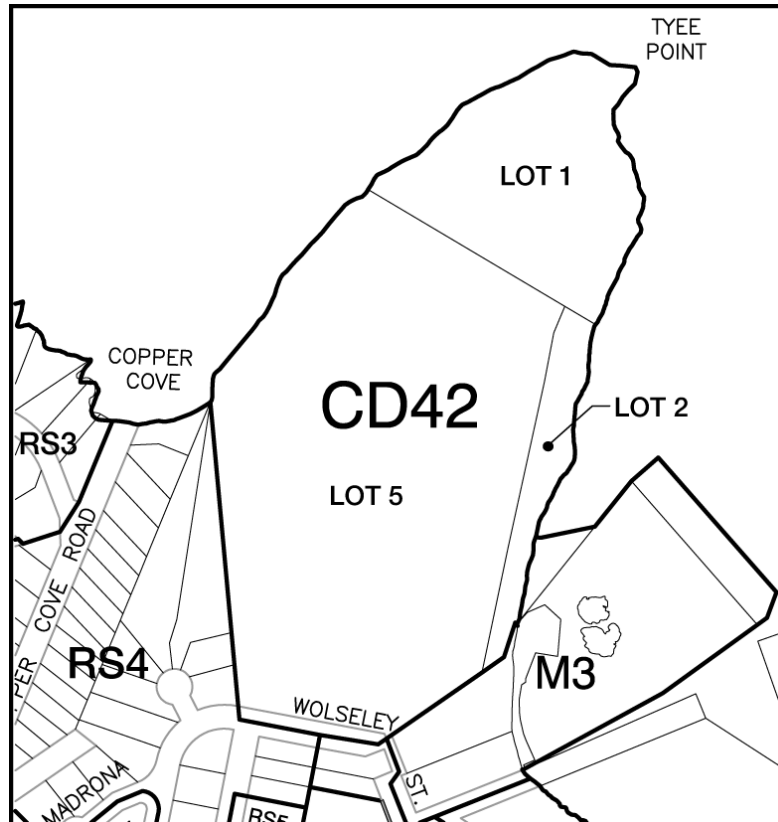 TYEE
POINT
LOT 1
COPPER
COVE
CD42
LOT 2
RS3
LOT 5
PER COVE ROAD
RS4
M3
WOLSELEY
ST.
MADRONA
RS5